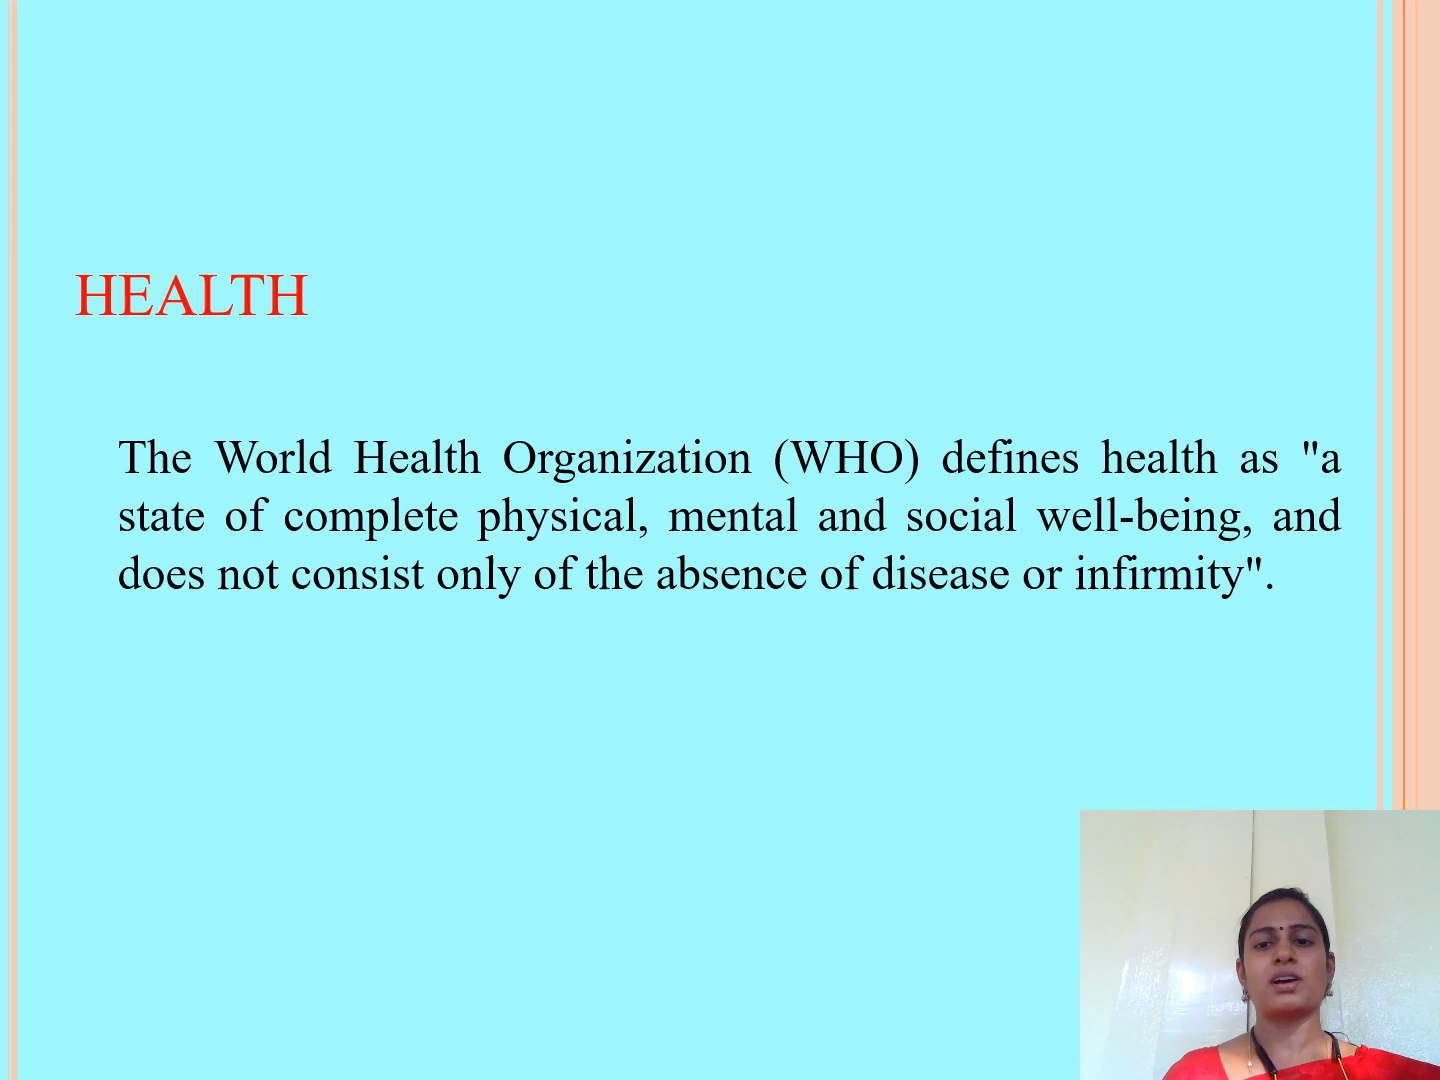 HEALTH
The World Health Organization (WHO) defines health as "a
state of complete physical, mental and social well-being, and
does not consist only of the absence of disease or infirmity".